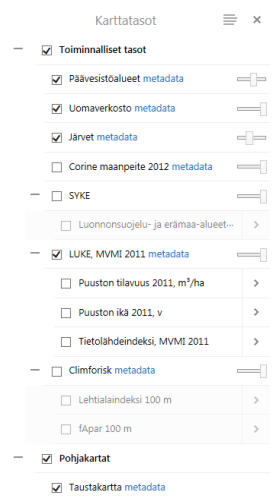 Karttatasot
Toiminnalliset tasot
Päävesistöalueet metadata
Uomaverkosto metadata
Järvet metadata
Corine maanpeite 2012 metadata
SYKE
Luonnonsuojelu- ja erämaa-alueet...
LUKE, MVMI 2011 metadata
Puuston tilavuus 2011, m³/ha
Puuston ikä 2011, v
Tietolähdeindeksi, MVMI 2011
Climforisk metadata
Lehtialaindeksi 100 m
fApar 100 m
Pohjakartat
Taustakartta metadata